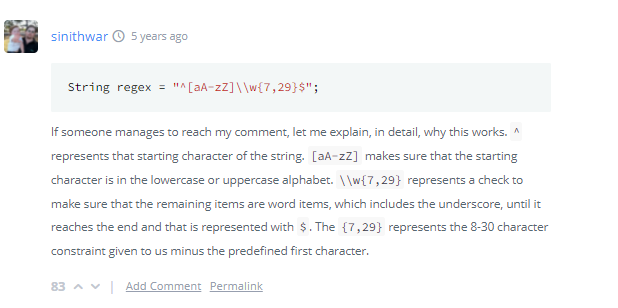 sinithwar 5 years ago
String regex = "^[aA-zZ]\\w{7,29}$";
If someone manages to reach my comment, let me explain, in detail, why this works. ^
represents that starting character of the string. [aA-zZ] makes sure that the starting
character is in the lowercase or uppercase alphabet. \\w{7,29} represents a check to
make sure that the remaining items are word items, which includes the underscore, until it
reaches the end and that is represented with $. The {7,29} represents the 8-30 character
constraint given to us minus the predefined first character.
83 | Add Comment Permalink